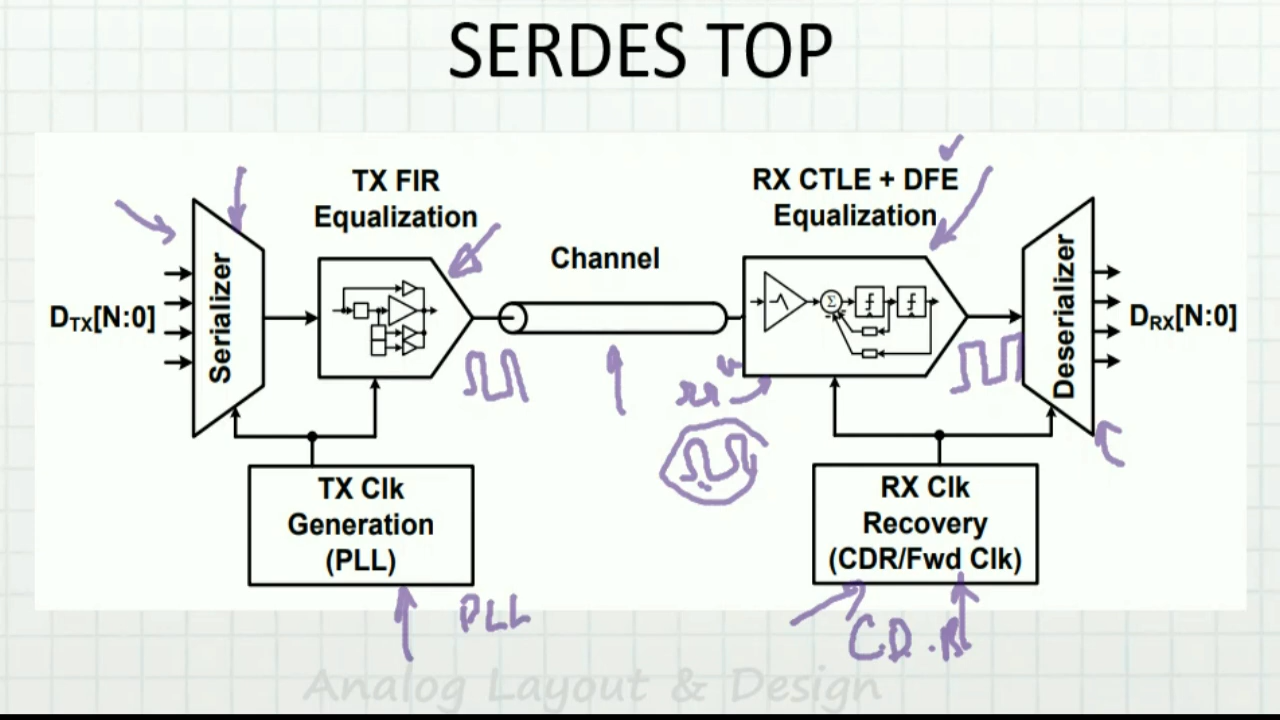 SERDES TOP
TX FIR
Equalization
RX CTLE + DFE
Equalization
Channel
Serializer
Deserializer
DTX[N:0]
DRX[N:0]
Σ
TX Clk
Generation
(PLL)
RX Clk
Recovery
(CDR/Fwd Clk)
PLL
C.D.R
Analog Layout & Design